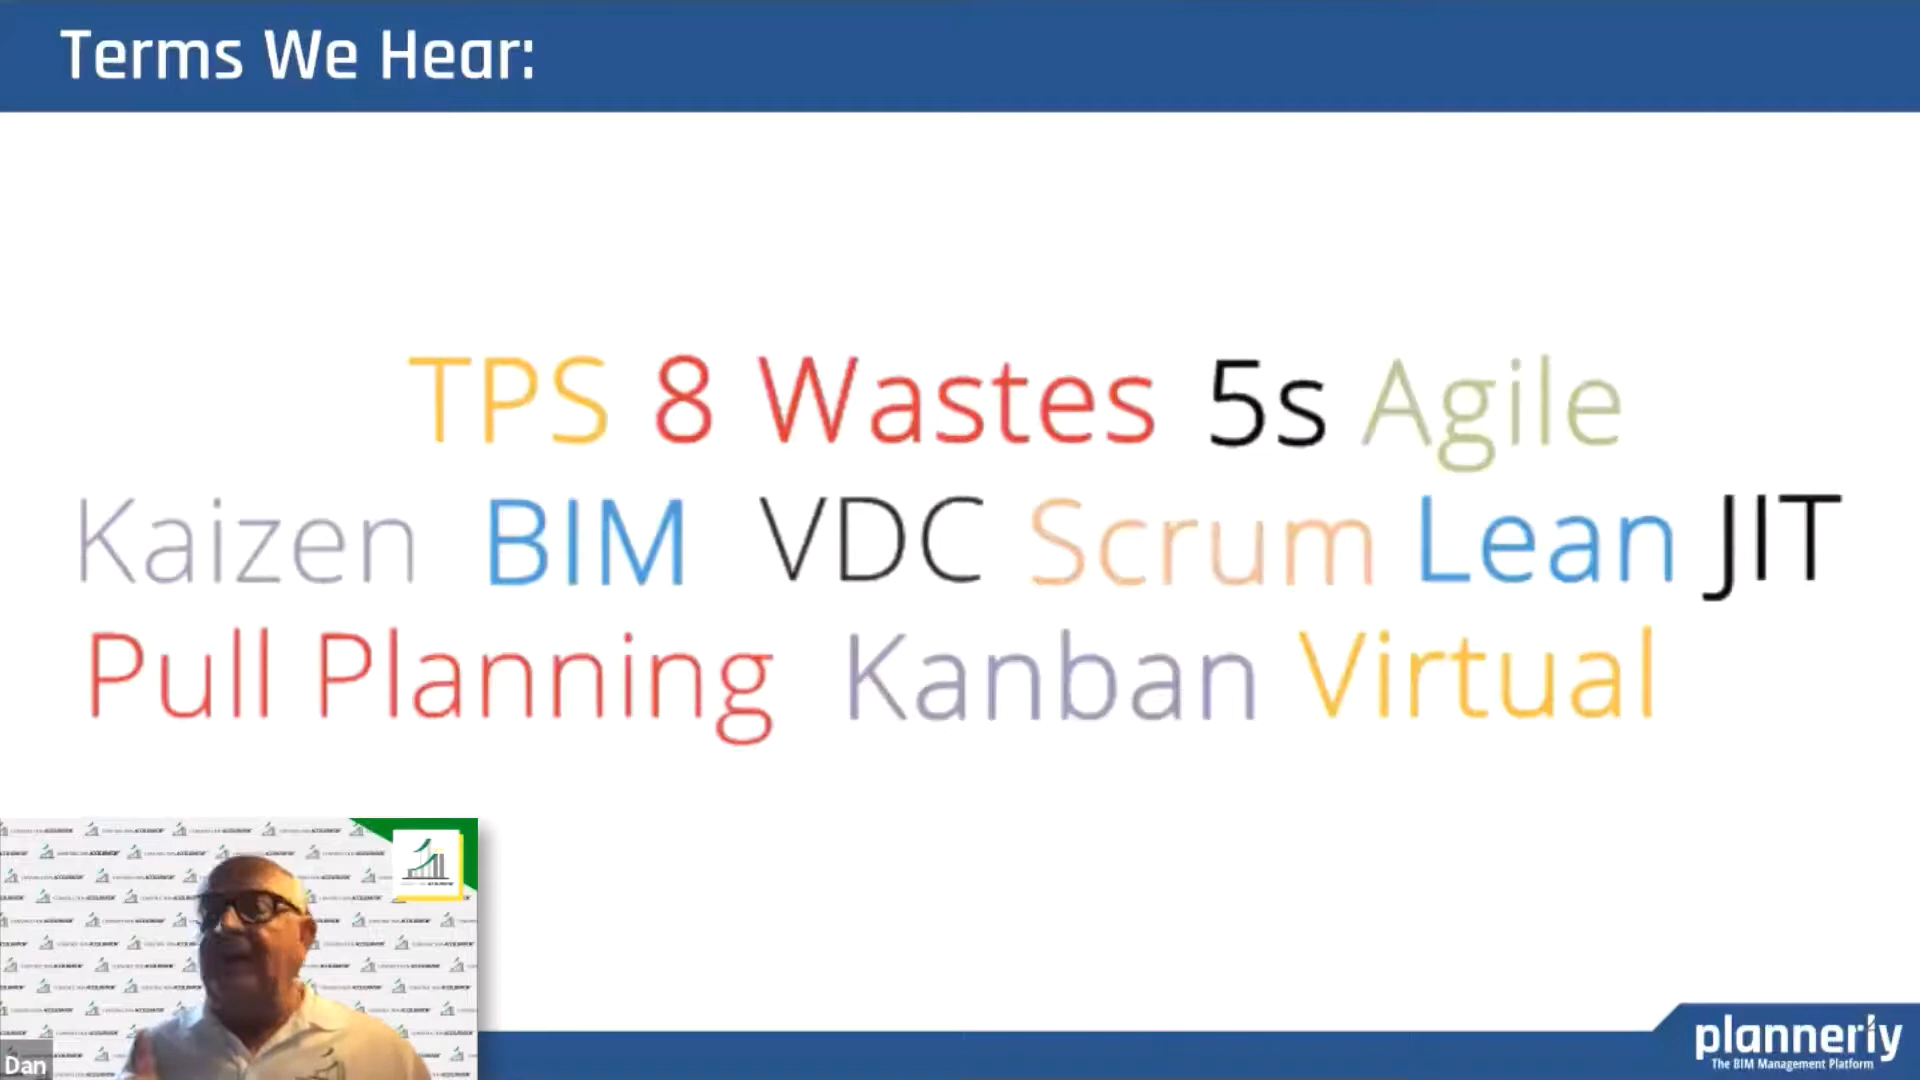 Terms We Hear:
TPS 8 Wastes 5s Agile
Kaizen BIM VDC Scrum Lean JIT
Pull Planning Kanban Virtual
Dan
plannerly
The BIM Management Platform